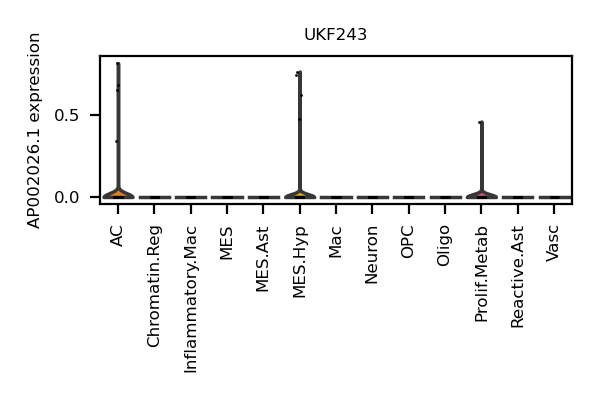 UKF243
AP002026.1 expression
0.5
0.0
AC
Chromatin.Reg
Inflammatory.Mac
MES
MES.Ast
MES.Hyp
Mac
Neuron
OPC
Oligo
Prolif.Metab
Reactive.Ast
Vasc